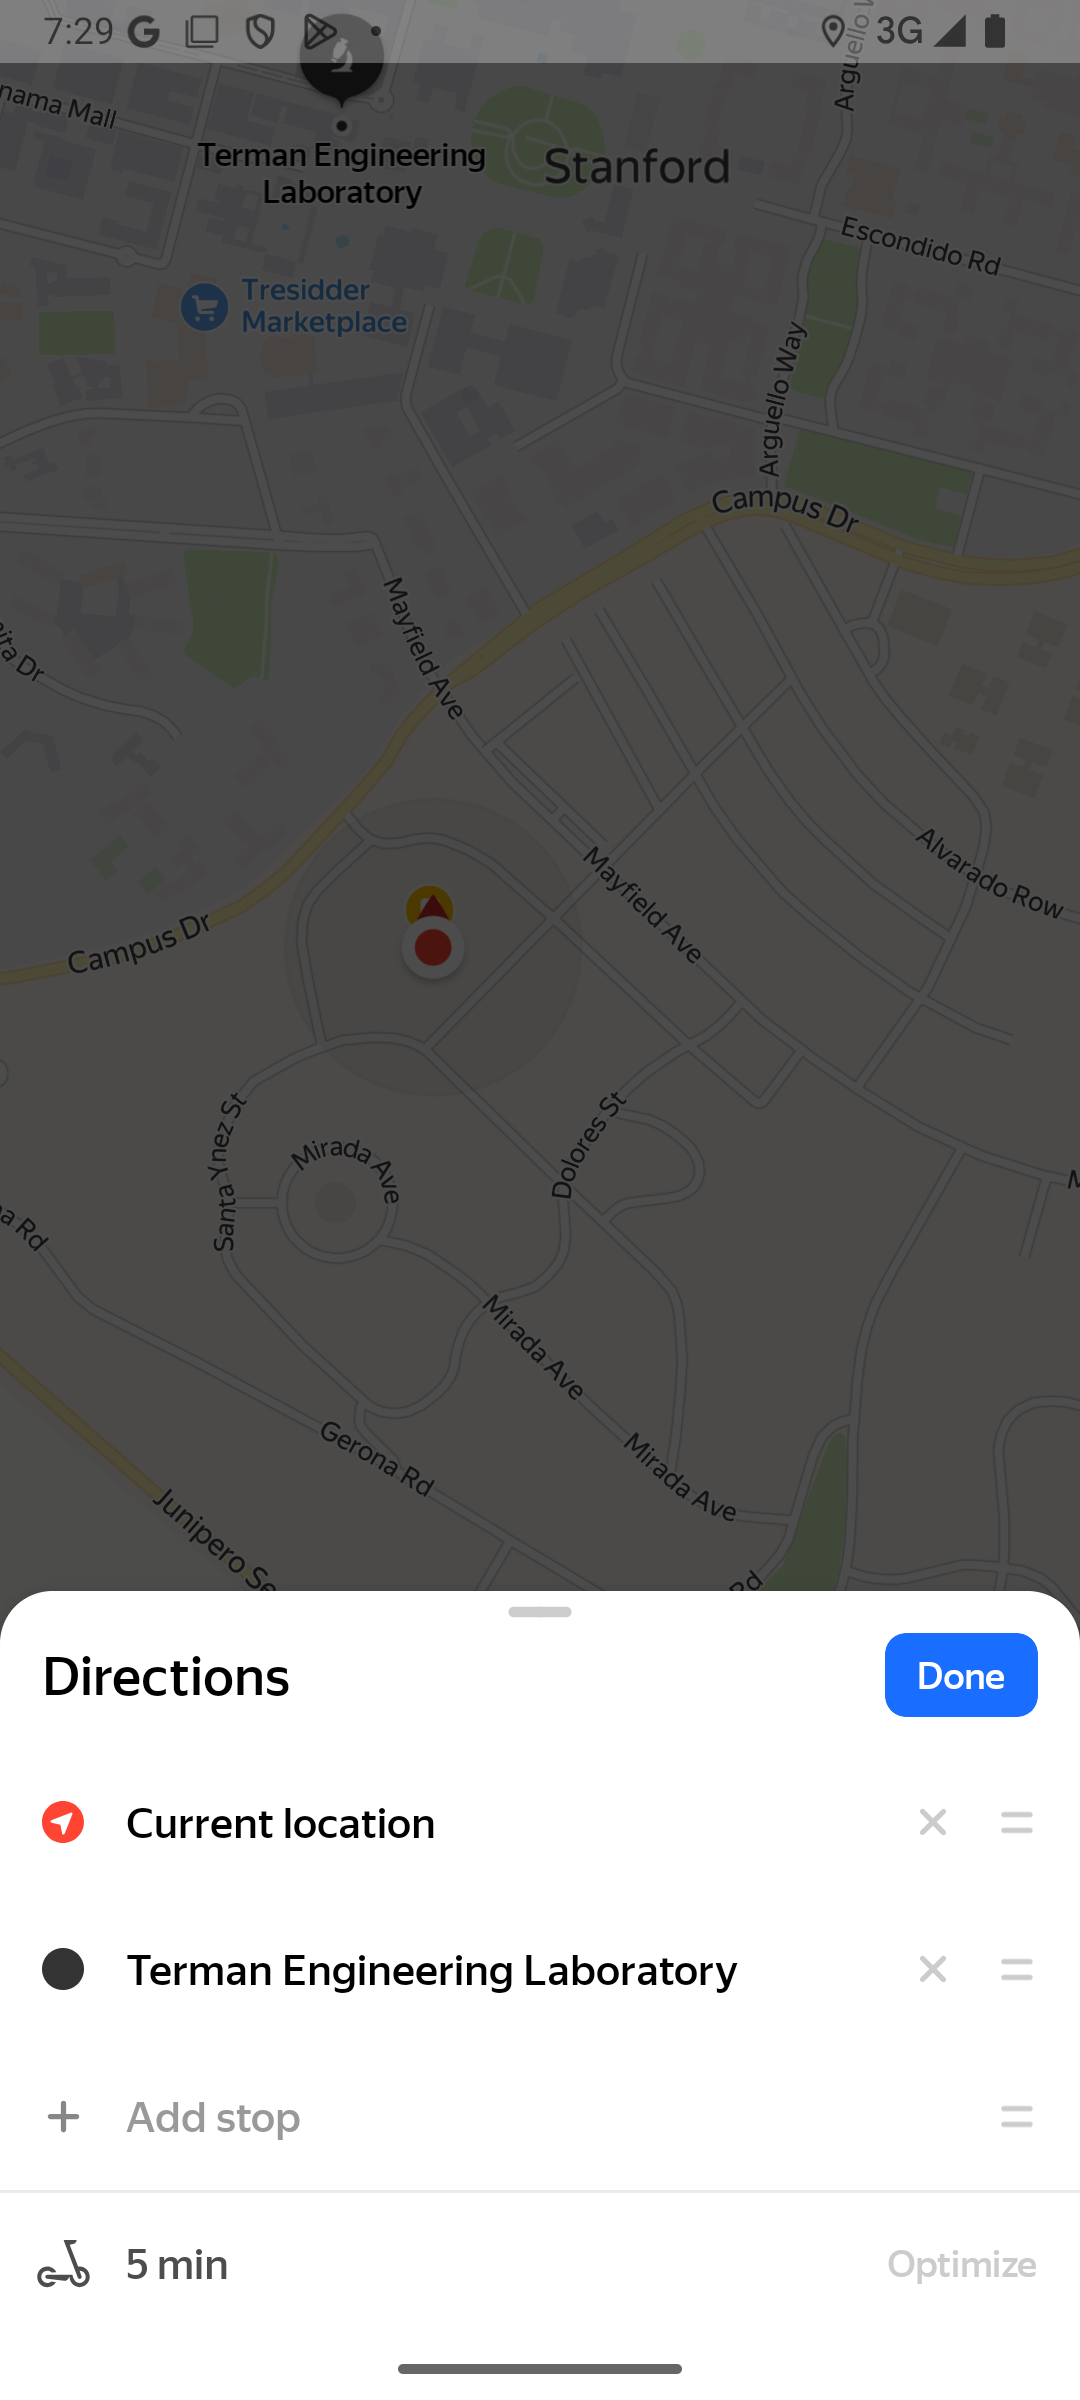 7:29
3G
Arguello W
nama Mall
Terman Engineering
Laboratory
Stanford
Escondido Rd
Tresidder
Marketplace
Arguello Way
Campus Dr
Mayfield Ave
ita Dr
Alvarado Row
Mayfield Ave
Campus Dr
Santa Ynez St
Mirada Ave
Dolores St
M
a Rd
Mirada Ave
Gerona Rd
Mirada Ave
Junipero Se
Rd
Directions
Done
Current location
Terman Engineering Laboratory
Add stop
5 min
Optimize